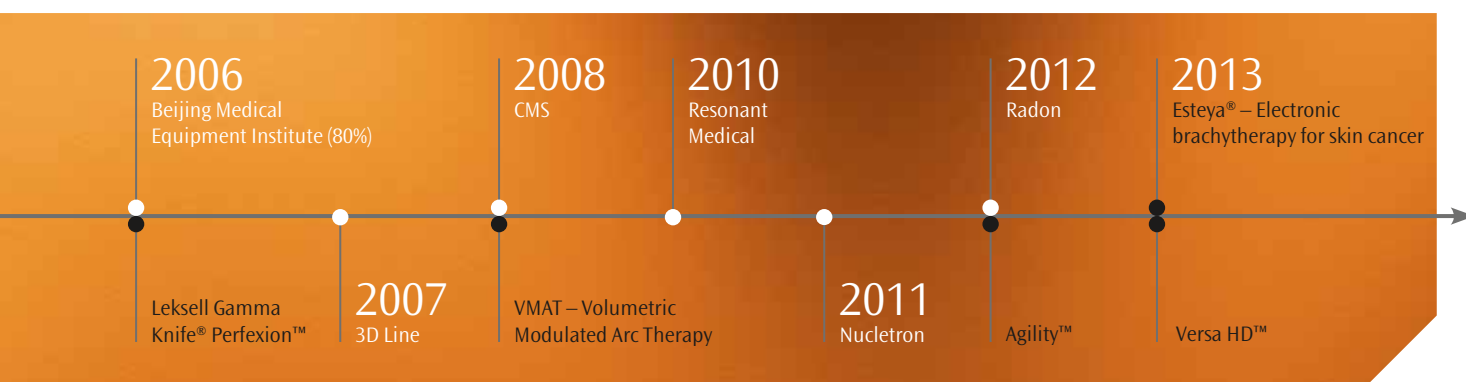 2006
Beijing Medical
Equipment Institute (80%)
Leksell Gamma
Knife® Perfexion™
2007
3D Line
2008
CMS
VMAT – Volumetric
Modulated Arc Therapy
2010
Resonant
Medical
2011
Nucletron
2012
Radon
Agility™
2013
Esteya® – Electronic
brachytherapy for skin cancer
Versa HD™